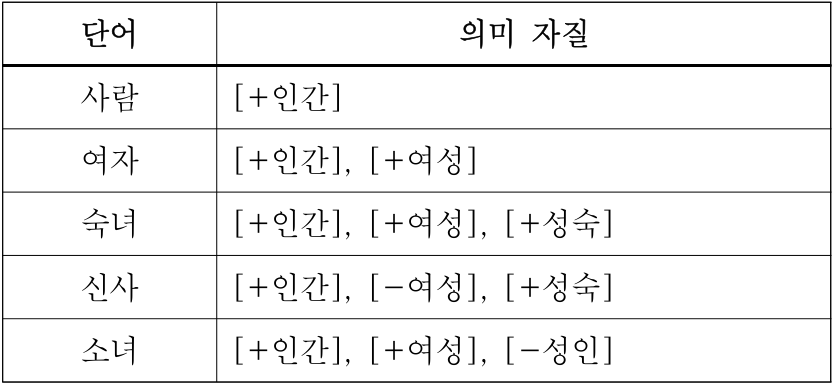 단어 의미 자질
사람 [+인간]
여자 [+인간], [+여성]
숙녀 [+인간], [+여성], [+성숙]
신사 [+인간], [-여성], [+성숙]
소녀 [+인간], [+여성], [-성인]